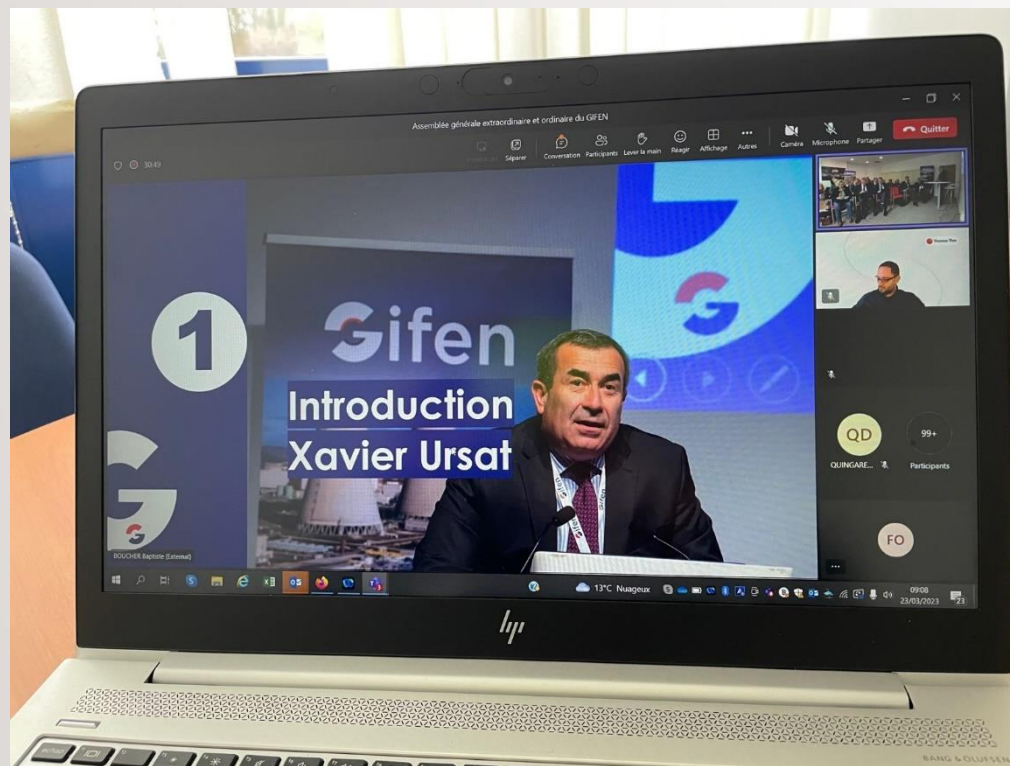 Assemblée générale extraordinaire et ordinaire du GIFEN
30:49
Séparer
Conversation
Participants
Lever la main
Réagir
Affichage
Autres
Caméra
Microphone
Partager
Quitter
1
Gifen
Introduction
Xavier Ursat
Gifen
QD
99+
QUINGARE...
Participants
FO
BOUCHER Baptiste (External)
13°C Nuageux
09:08
23/03/2023
23
hp
BANG & OLUFSEN